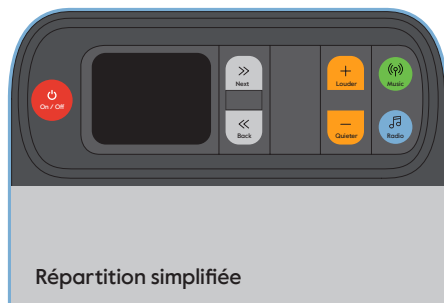 Next
Louder
Music
On / Off
Back
Quieter
Radio
Répartition simplifiée